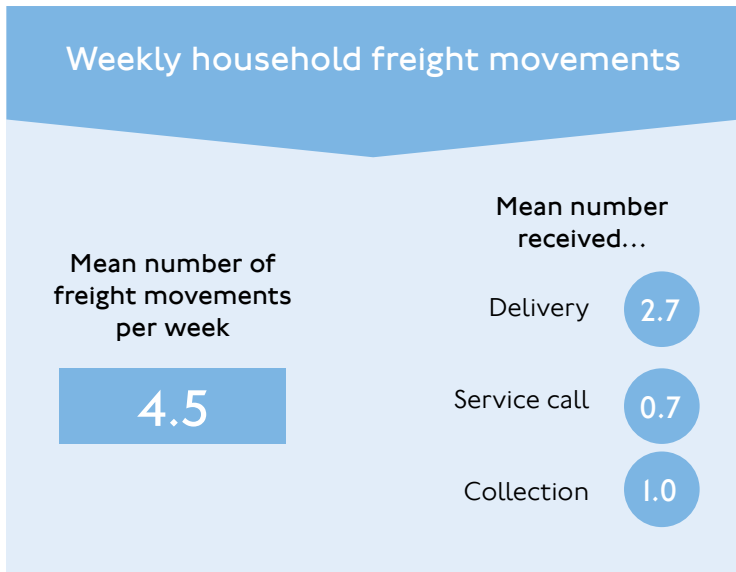 Weekly household freight movements
Mean number of
freight movements
per week
4.5
Mean number
received...
Delivery 2.7
Service call 0.7
Collection 1.0